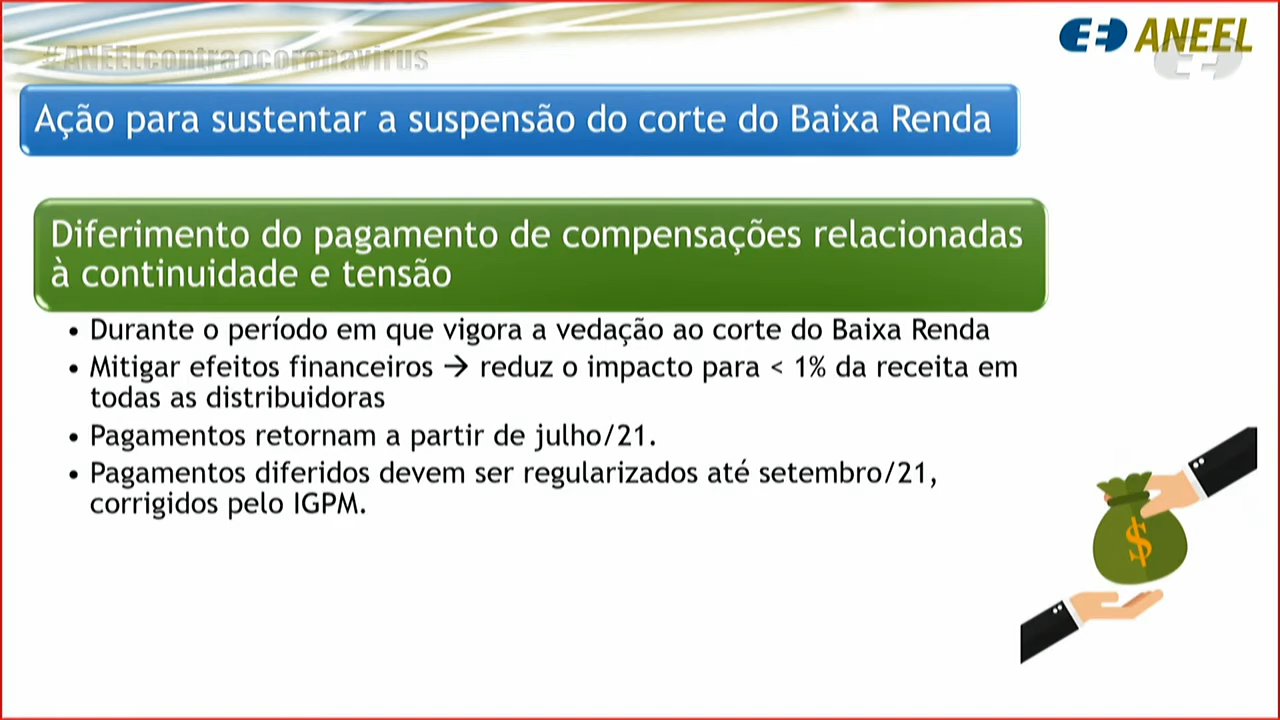 #ANEELcontraocoronavirus
ANEEL
Ação para sustentar a suspensão do corte do Baixa Renda
Diferimento do pagamento de compensações relacionadas
à continuidade e tensão
• Durante o período em que vigora a vedação ao corte do Baixa Renda
• Mitigar efeitos financeiros → reduz o impacto para < 1% da receita em
todas as distribuidoras
• Pagamentos retornam a partir de julho/21.
• Pagamentos diferidos devem ser regularizados até setembro/21,
corrigidos pelo IGPM.
$